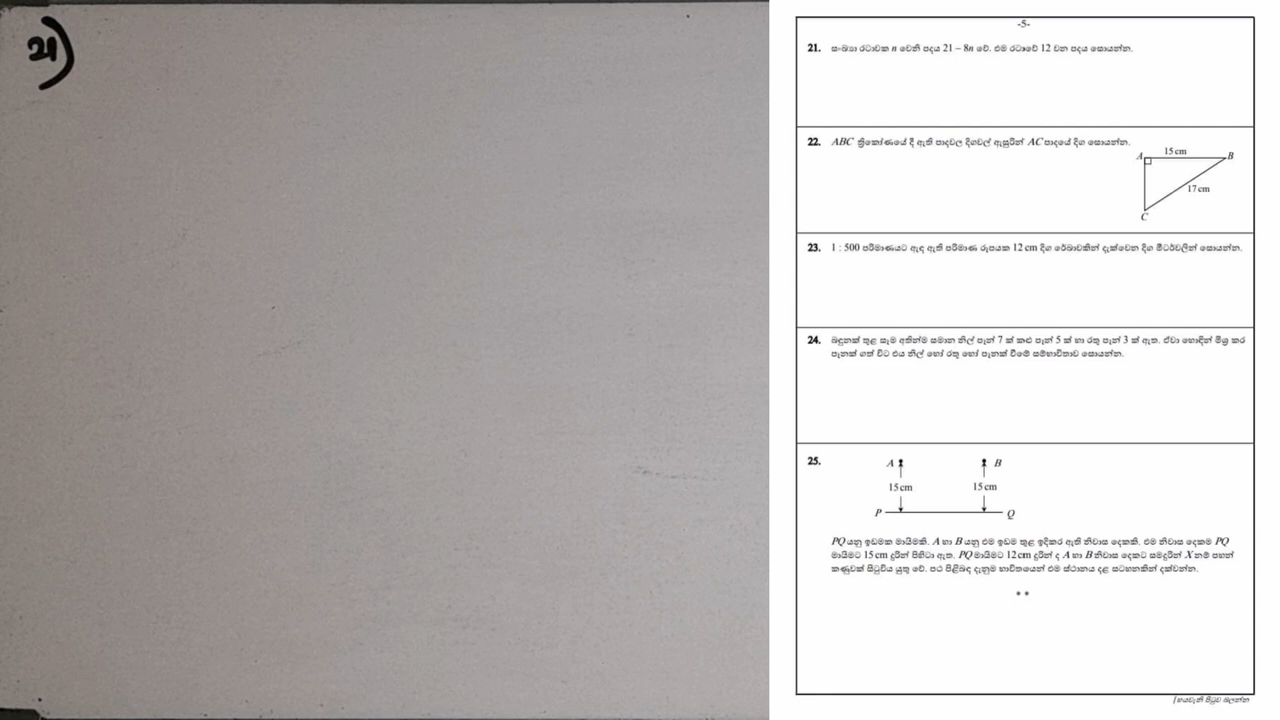 21)
-5-
21. සංඛ්‍යා රටාවක n වෙනි පදය 21 – 8n වේ. එම රටාවේ 12 වන පදය සොයන්න.
22. ABC ත්‍රිකෝණයේ දී ඇති පාදවල දිගවල් ඇසුරින් AC පාදයේ දිග සොයන්න.
A 15 cm B
17 cm
C
23. 1 : 500 පරිමාණයට ඇඳ ඇති පරිමාණ රූපයක 12 cm දිග රේඛාවකින් දැක්වෙන දිග මීටර්වලින් සොයන්න.
24. බඳුනක් තුළ සෑම අතින්ම සමාන නිල් පෑන් 7 ක් කළු පෑන් 5 ක් හා රතු පෑන් 3 ක් ඇත. ඒවා හොඳින් මිශ්‍ර කර
පෑනක් ගත් විට එය නිල් හෝ රතු හෝ පෑනක් වීමේ සම්භාවිතාව සොයන්න.
25.
A B
15 cm 15 cm
P Q
PQ යනු ඉඩමක මායිමකි. A හා B යනු එම ඉඩම තුළ ඉදිකර ඇති නිවාස දෙකකි. එම නිවාස දෙකම PQ
මායිමට 15 cm දුරින් පිහිටා ඇත. PQ මායිමට 12 cm දුරින් ද A හා B නිවාස දෙකට සමදුරින් X නම් පහන්
කණුවක් සිටුවිය යුතු වේ. පථ පිළිබඳ දැනුම භාවිතයෙන් එම ස්ථානය දළ සටහනකින් දක්වන්න.
* *
[හයවැනි පිටුව බලන්න